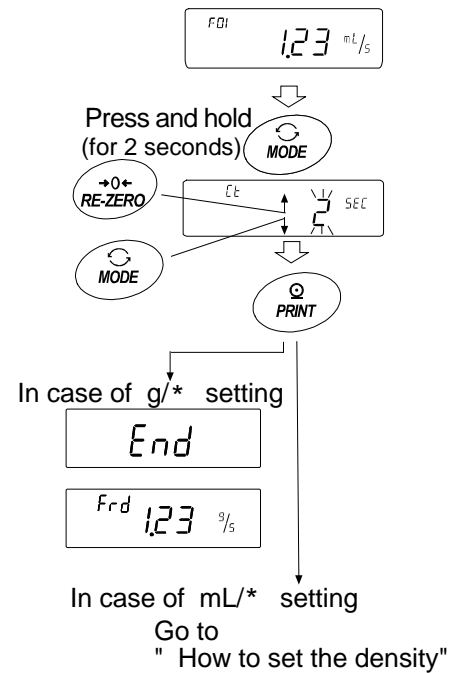 F01
1.23 mL/s
Press and hold
(for 2 seconds)
MODE
→0←
RE-ZERO
Ct
2 SEC
MODE
PRINT
In case of g/* setting
End
Frd 1.23 g/s
In case of mL/* setting
Go to
" How to set the density"